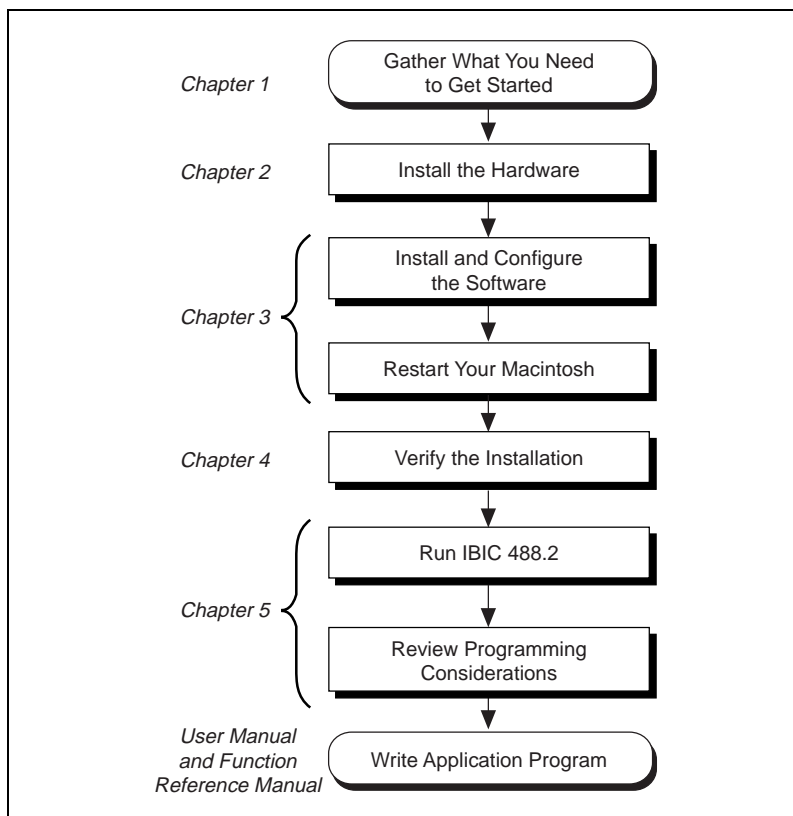 Chapter 1
Gather What You Need
to Get Started
Chapter 2
Install the Hardware
Chapter 3
Install and Configure
the Software
Restart Your Macintosh
Chapter 4
Verify the Installation
Chapter 5
Run IBIC 488.2
Review Programming
Considerations
User Manual
and Function
Reference Manual
Write Application Program